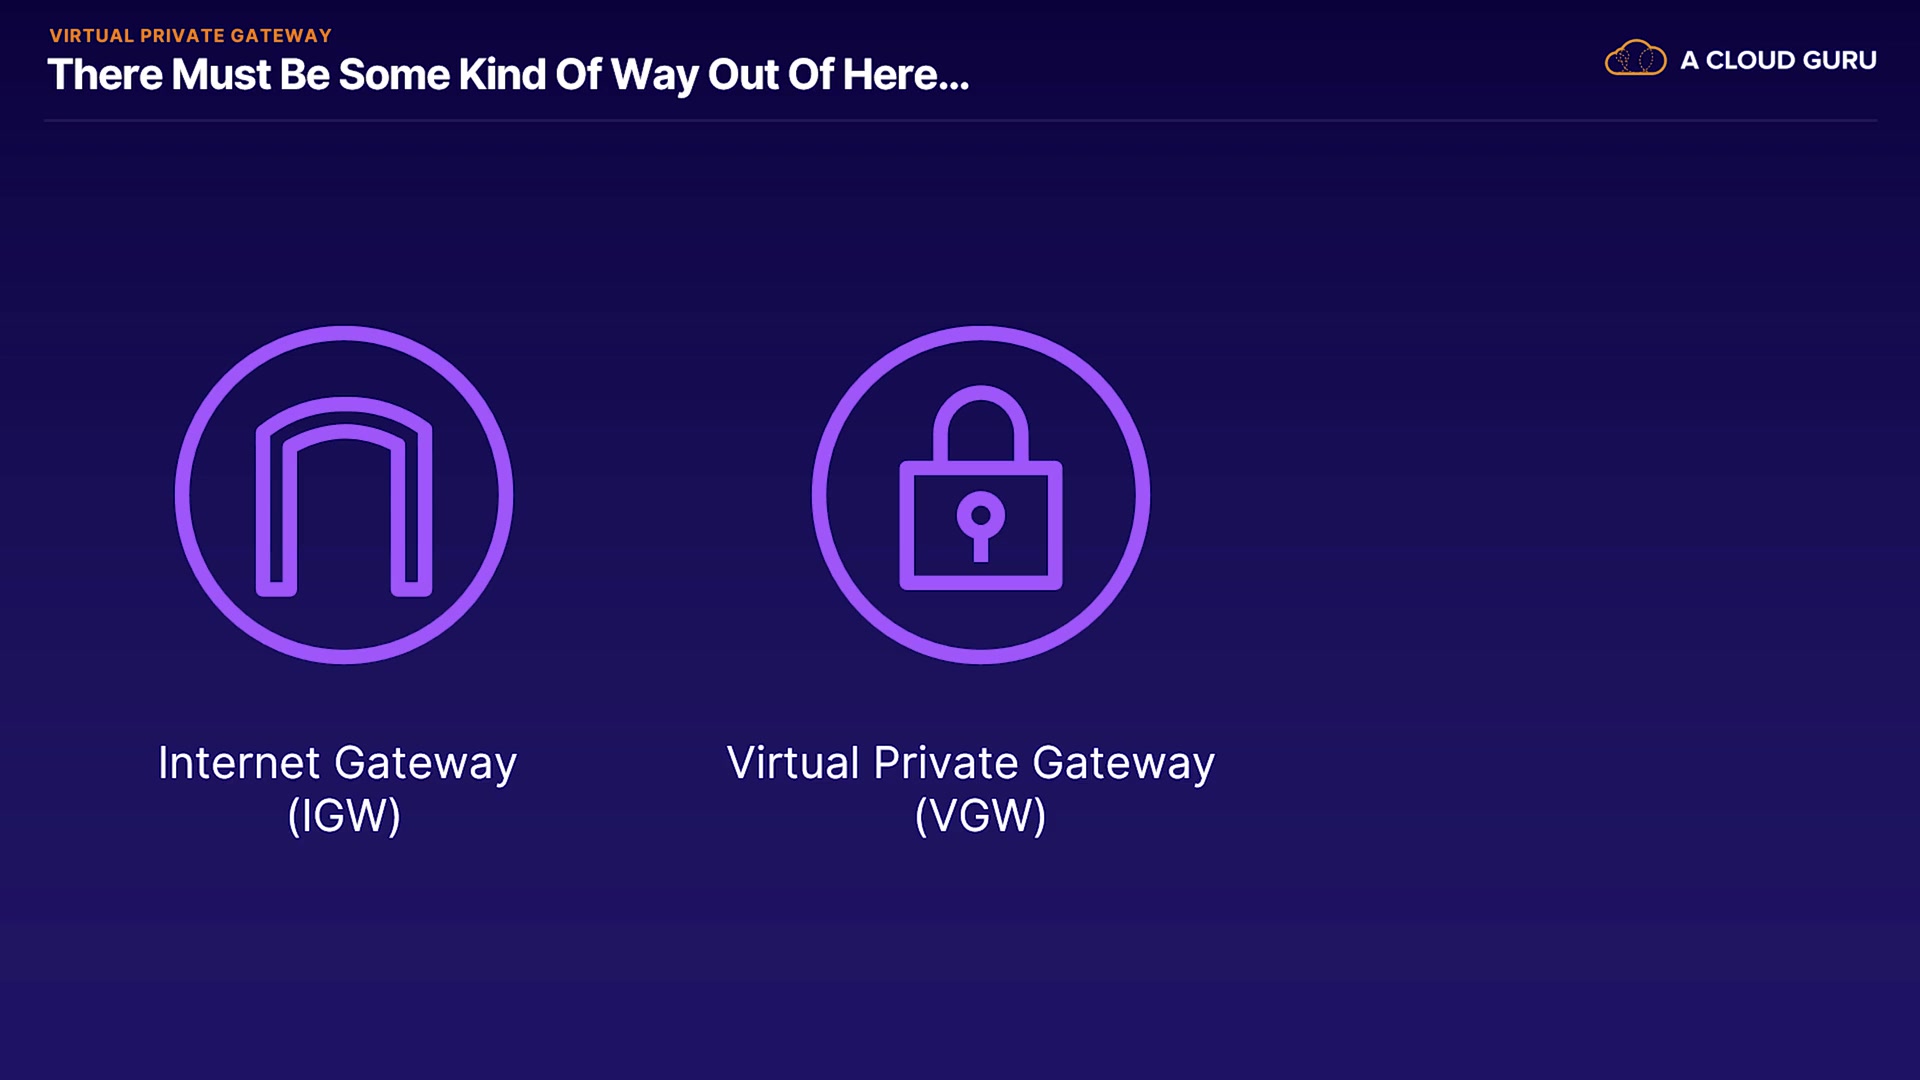 VIRTUAL PRIVATE GATEWAY
There Must Be Some Kind Of Way Out Of Here...
A CLOUD GURU
Internet Gateway
(IGW)
Virtual Private Gateway
(VGW)